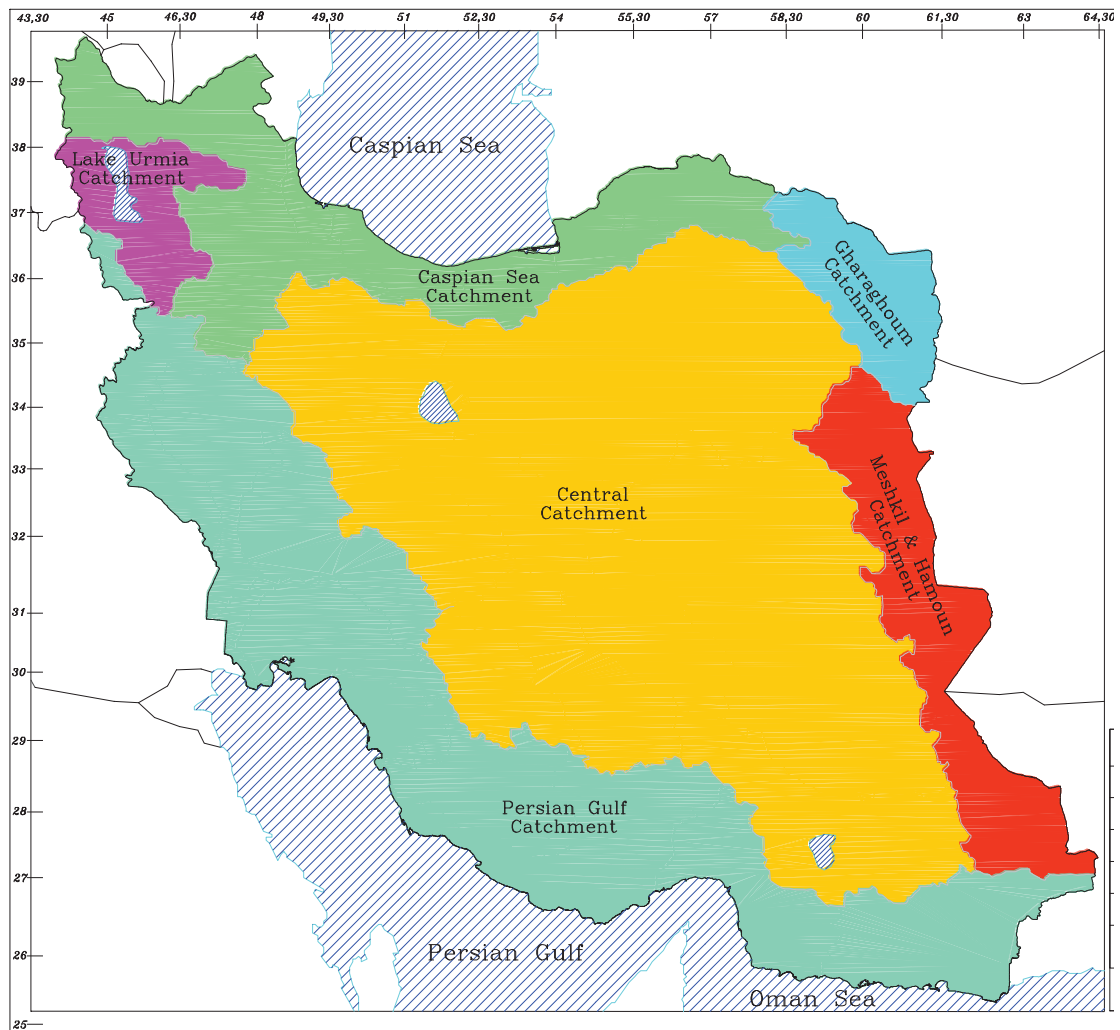 43,30 45 46,30 48 49,30 51 52,30 54 55,30 57 58,30 60 61,30 63 64,30
39
38
37
36
35
34
33
32
31
30
29
28
27
26
25
Caspian Sea
Lake Urmia
Catchment
Caspian Sea
Catchment
Gharaghoum
Catchment
Central
Catchment
Meshkil & Hamoun
Catchment
Persian Gulf
Catchment
Persian Gulf
Oman Sea